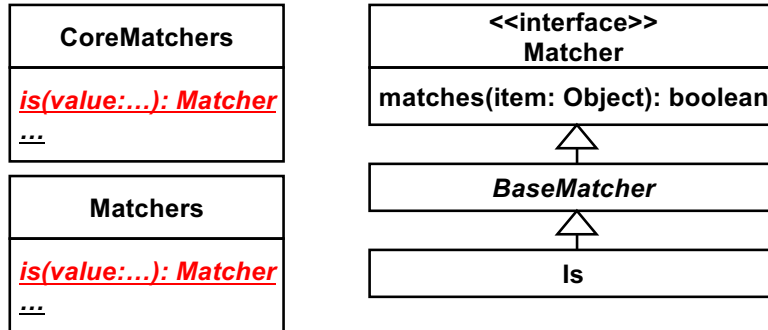 CoreMatchers
is(value:...): Matcher
...
Matchers
is(value:...): Matcher
...
<<interface>>
Matcher
matches(item: Object): boolean
BaseMatcher
Is